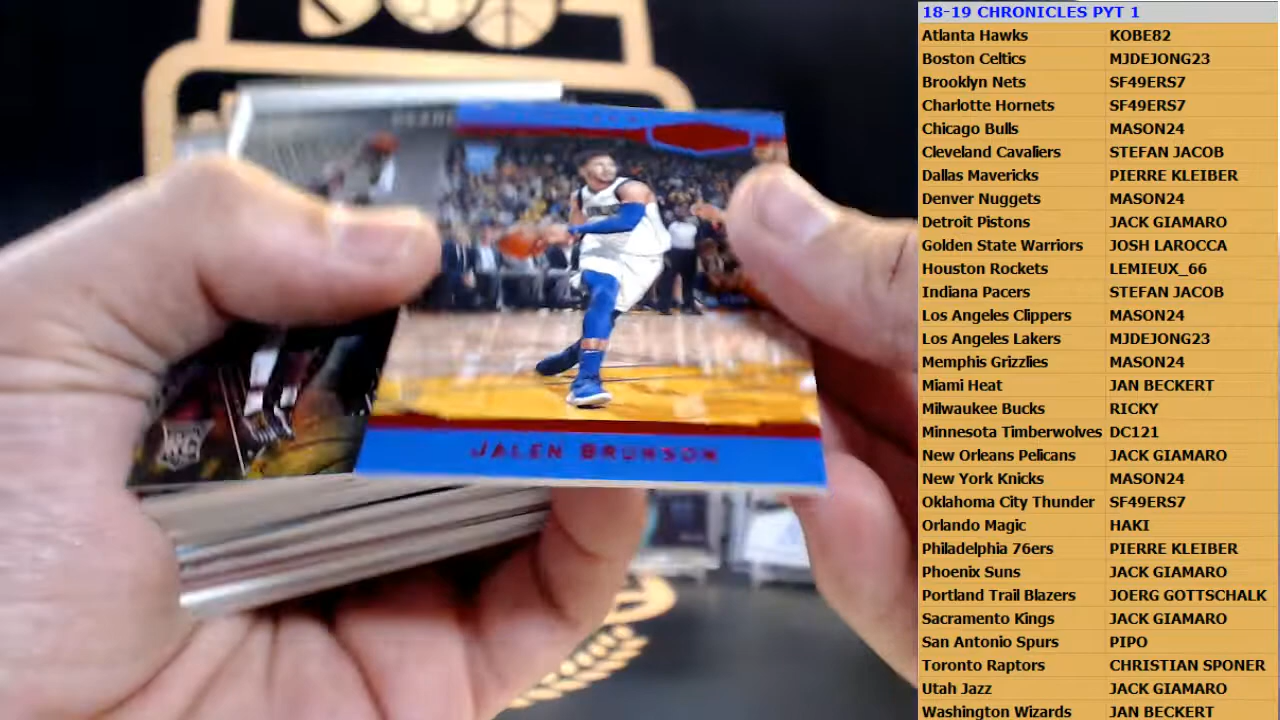 18-19 CHRONICLES PYT 1
Atlanta Hawks KOBE82
Boston Celtics MJDEJONG23
Brooklyn Nets SF49ERS7
Charlotte Hornets SF49ERS7
Chicago Bulls MASON24
Cleveland Cavaliers STEFAN JACOB
Dallas Mavericks PIERRE KLEIBER
Denver Nuggets MASON24
Detroit Pistons JACK GIAMARO
Golden State Warriors JOSH LAROCCA
Houston Rockets LEMIEUX_66
Indiana Pacers STEFAN JACOB
Los Angeles Clippers MASON24
Los Angeles Lakers MJDEJONG23
Memphis Grizzlies MASON24
Miami Heat JAN BECKERT
Milwaukee Bucks RICKY
Minnesota Timberwolves DC121
New Orleans Pelicans JACK GIAMARO
New York Knicks MASON24
Oklahoma City Thunder SF49ERS7
Orlando Magic HAKI
Philadelphia 76ers PIERRE KLEIBER
Phoenix Suns JACK GIAMARO
Portland Trail Blazers JOERG GOTTSCHALK
Sacramento Kings JACK GIAMARO
San Antonio Spurs PIPO
Toronto Raptors CHRISTIAN SPONER
Utah Jazz JACK GIAMARO
Washington Wizards JAN BECKERT
JALEN BRUNSON
RC